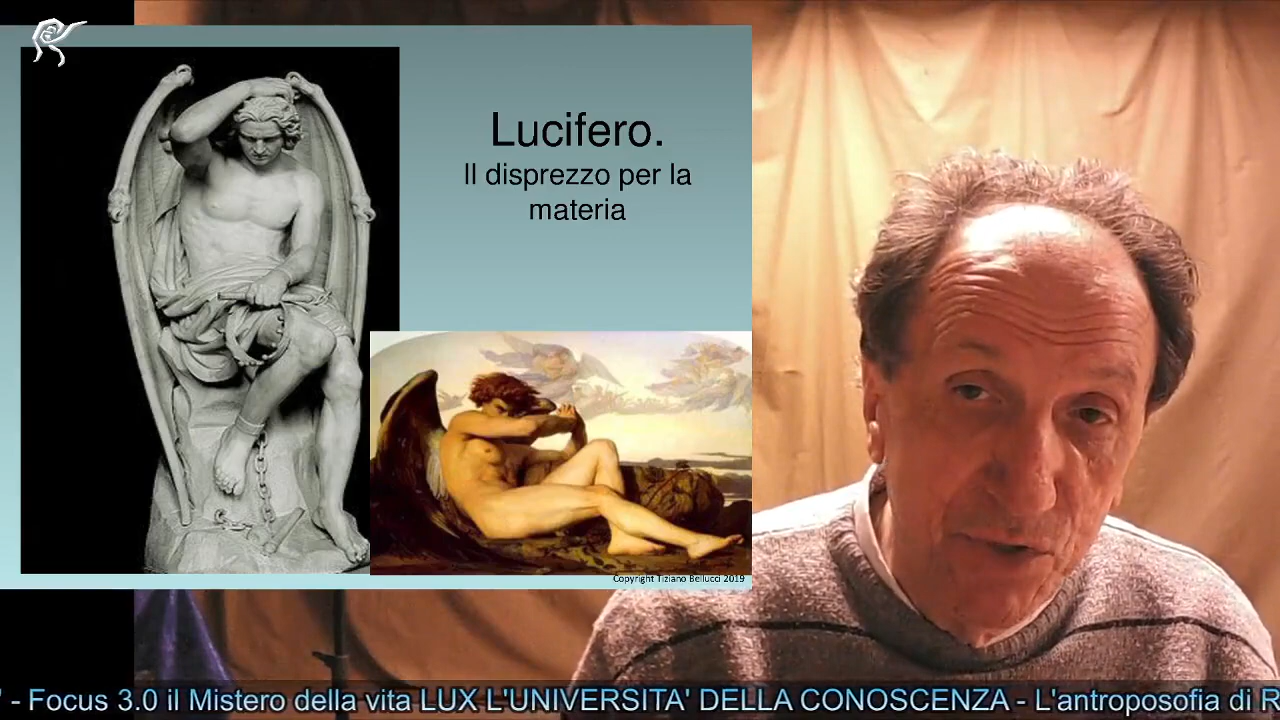 Lucifero.
Il disprezzo per la
materia
Copyright Tiziano Bellucci 2019
' - Focus 3.0 il Mistero della vita LUX L'UNIVERSITA' DELLA CONOSCENZA - L'antroposofia di R